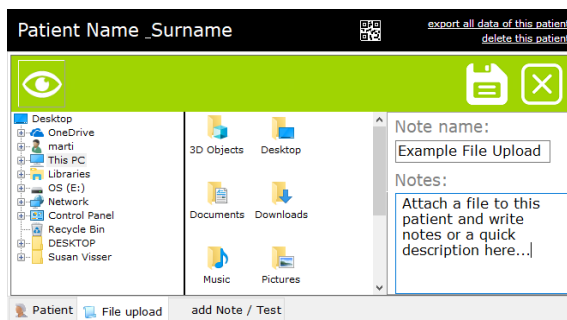 Patient Name _Surname
export all data of this patient
delete this patient
Desktop
OneDrive
marti
This PC
Libraries
OS (E:)
Network
Control Panel
Recycle Bin
DESKTOP
Susan Visser
3D Objects Desktop
Documents Downloads
Music Pictures
Note name:
Example File Upload
Notes:
Attach a file to this
patient and write
notes or a quick
description here...
Patient File upload add Note / Test